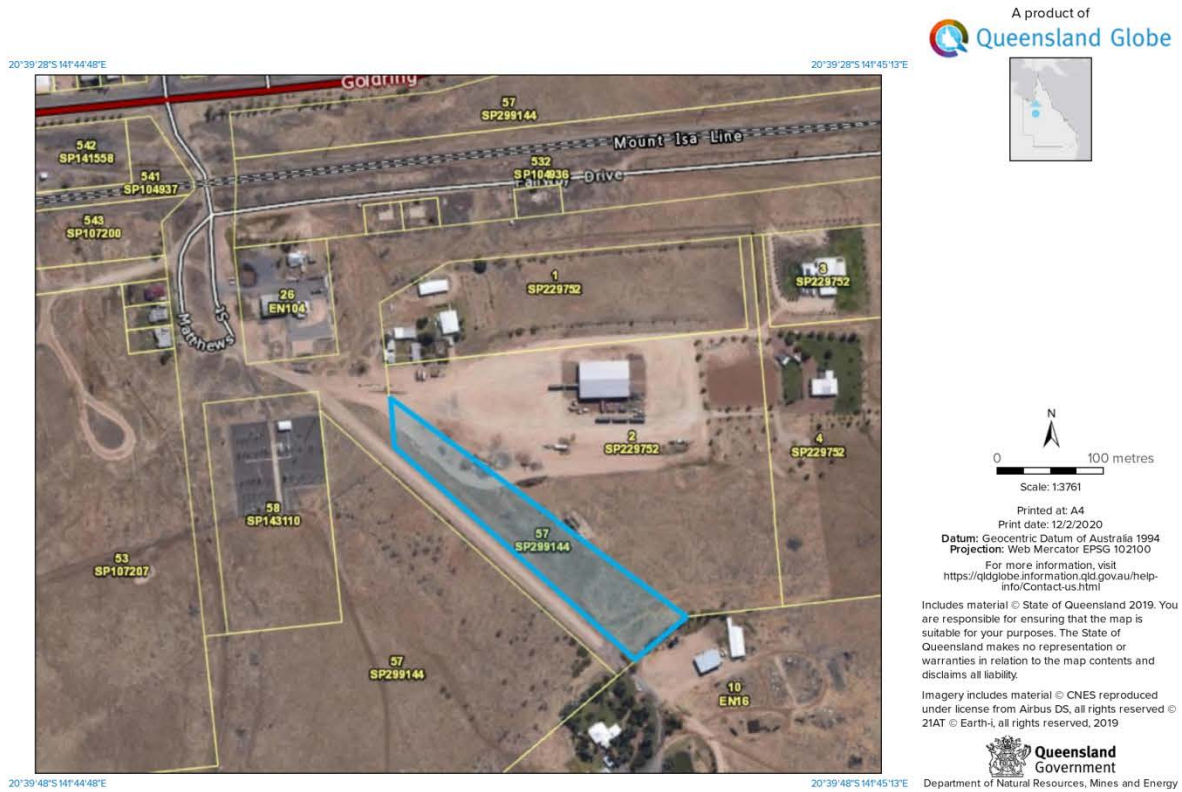 A product of
Queensland Globe
20°39'28"S 141°44'48"E
20°39'28"S 141°45'13"E
Goldring
57
SP299144
Mount Isa Line
542
SP141558
541
SP104937
532
SP104936
Drive
543
SP107200
1
SP229752
3
SP229752
26
EN104
St
Matthews
2
SP229752
4
SP229752
58
SP143110
57
SP299144
53
SP107207
57
SP299144
10
EN16
N
0 100 metres
Scale: 1:3761
Printed at: A4
Print date: 12/2/2020
Datum: Geocentric Datum of Australia 1994
Projection: Web Mercator EPSG 102100
For more information, visit
https://qldglobe.information.qld.gov.au/help-
info/Contact-us.html
Includes material © State of Queensland 2019. You
are responsible for ensuring that the map is
suitable for your purposes. The State of
Queensland makes no representation or
warranties in relation to the map contents and
disclaims all liability.
Imagery includes material © CNES reproduced
under license from Airbus DS, all rights reserved ©
21AT © Earth-i, all rights reserved, 2019
Queensland
Government
Department of Natural Resources, Mines and Energy
20°39'48"S 141°44'48"E
20°39'48"S 141°45'13"E